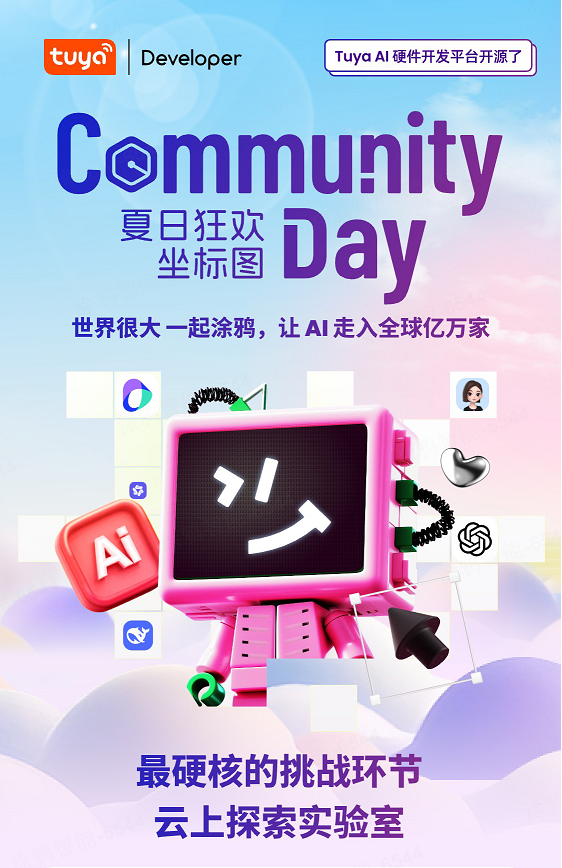 tuya
Developer
Tuya AI 硬件开发平台开源了
Community
夏日狂欢
坐标图
Day
世界很大 一起涂鸦，让 AI 走入全球亿万家
Ai
最硬核的挑战环节
云上探索实验室